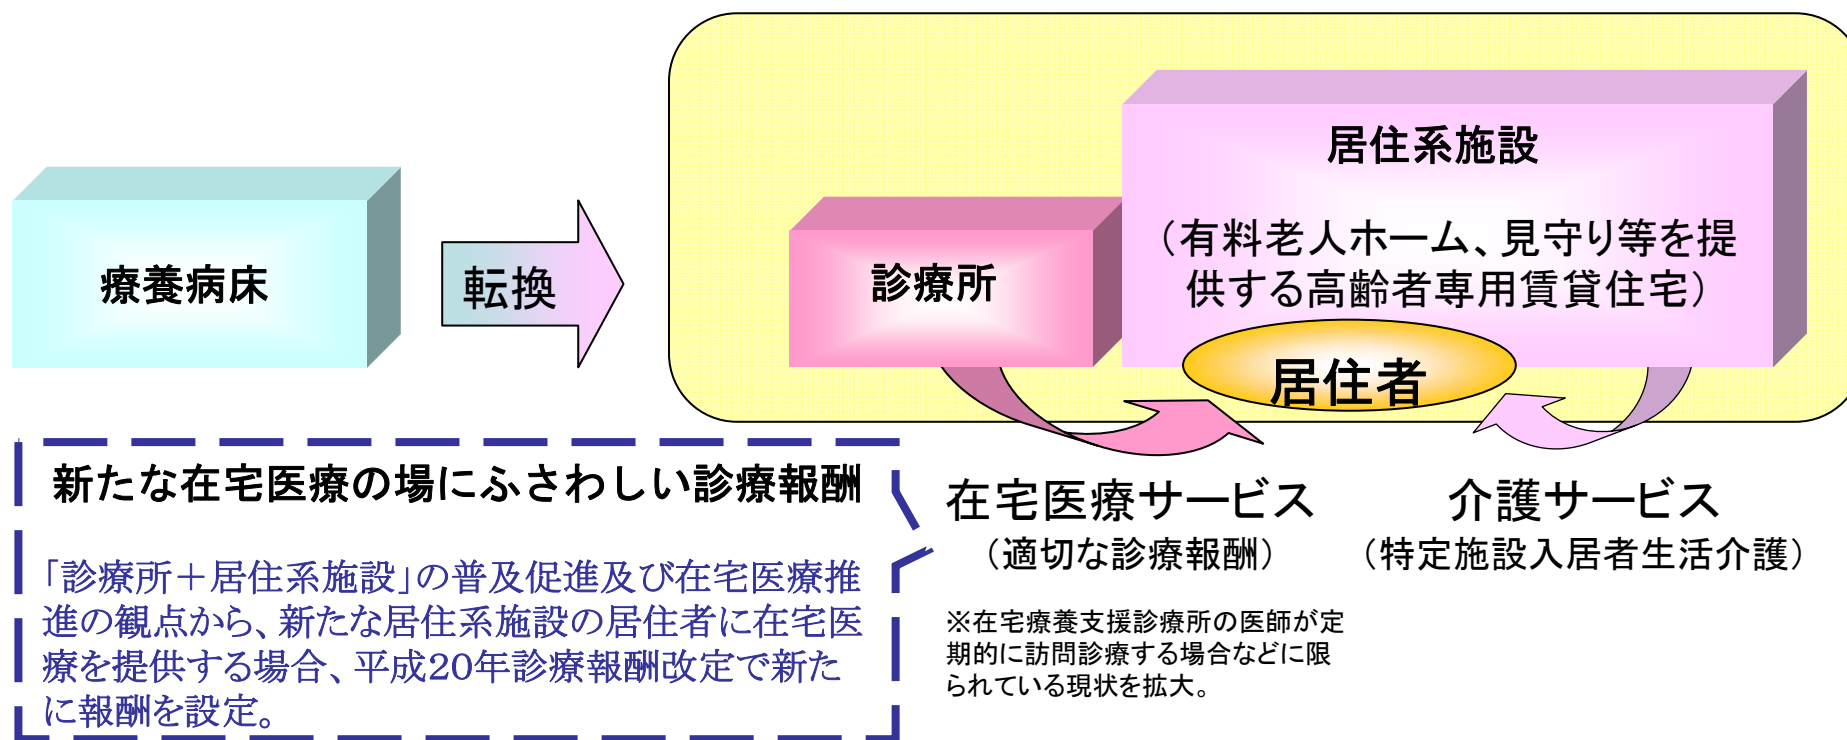 療養病床
転換
診療所
居住系施設
（有料老人ホーム、見守り等を提
供する高齢者専用賃貸住宅）
居住者
新たな在宅医療の場にふさわしい診療報酬
「診療所＋居住系施設」の普及促進及び在宅医療推
進の観点から、新たな居住系施設の居住者に在宅医
療を提供する場合、平成20年診療報酬改定で新た
に報酬を設定。
在宅医療サービス
（適切な診療報酬）
※在宅療養支援診療所の医師が定
期的に訪問診療する場合などに限
られている現状を拡大。
介護サービス
（特定施設入居者生活介護）